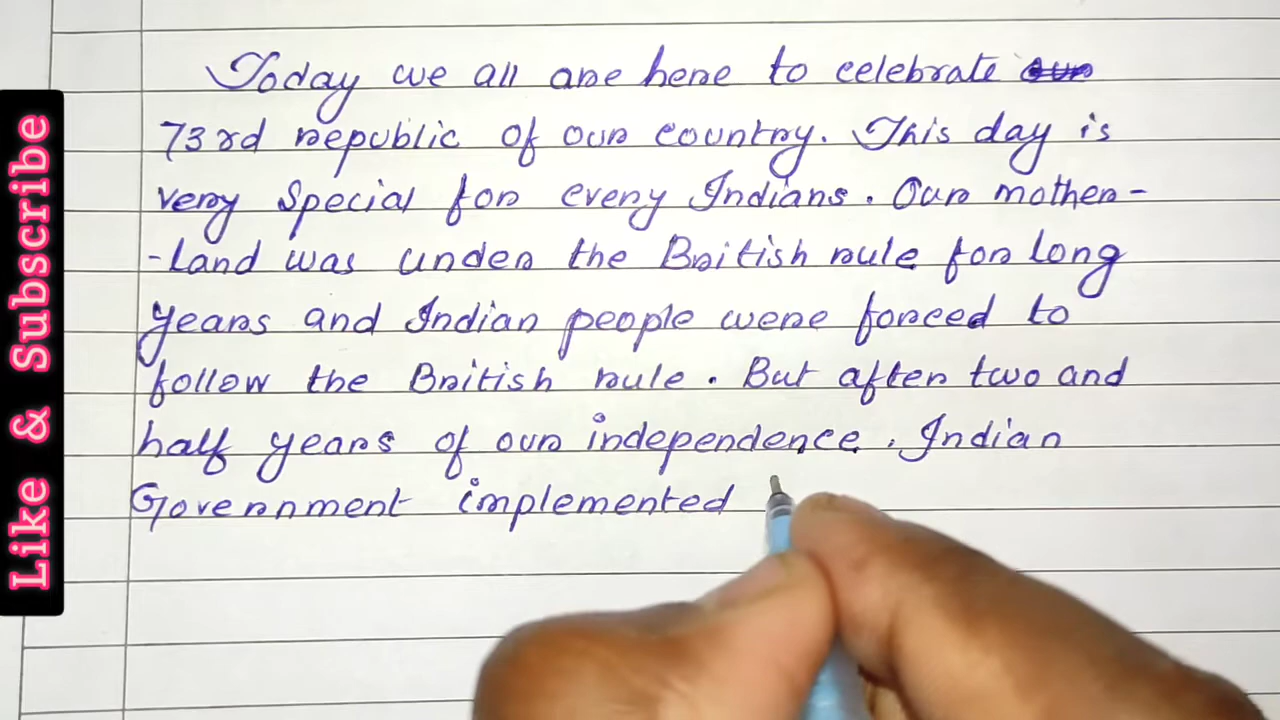 Today we all are here to celebrate
73rd republic of our country. This day is
very Special for every Indians. Our mother-
-land was under the British rule for long
years and Indian people were forced to
follow the British rule. But after two and
half years of our independence, Indian
Government implemented
Like & Subscribe